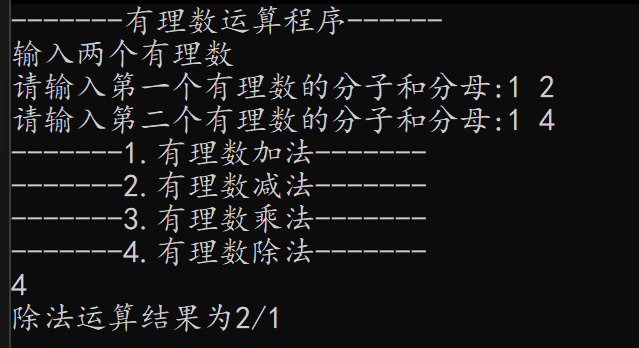 -------有理数运算程序------
输入两个有理数
请输入第一个有理数的分子和分母:1 2
请输入第二个有理数的分子和分母:1 4
-------1.有理数加法-------
-------2.有理数减法-------
-------3.有理数乘法-------
-------4.有理数除法-------
4
除法运算结果为2/1